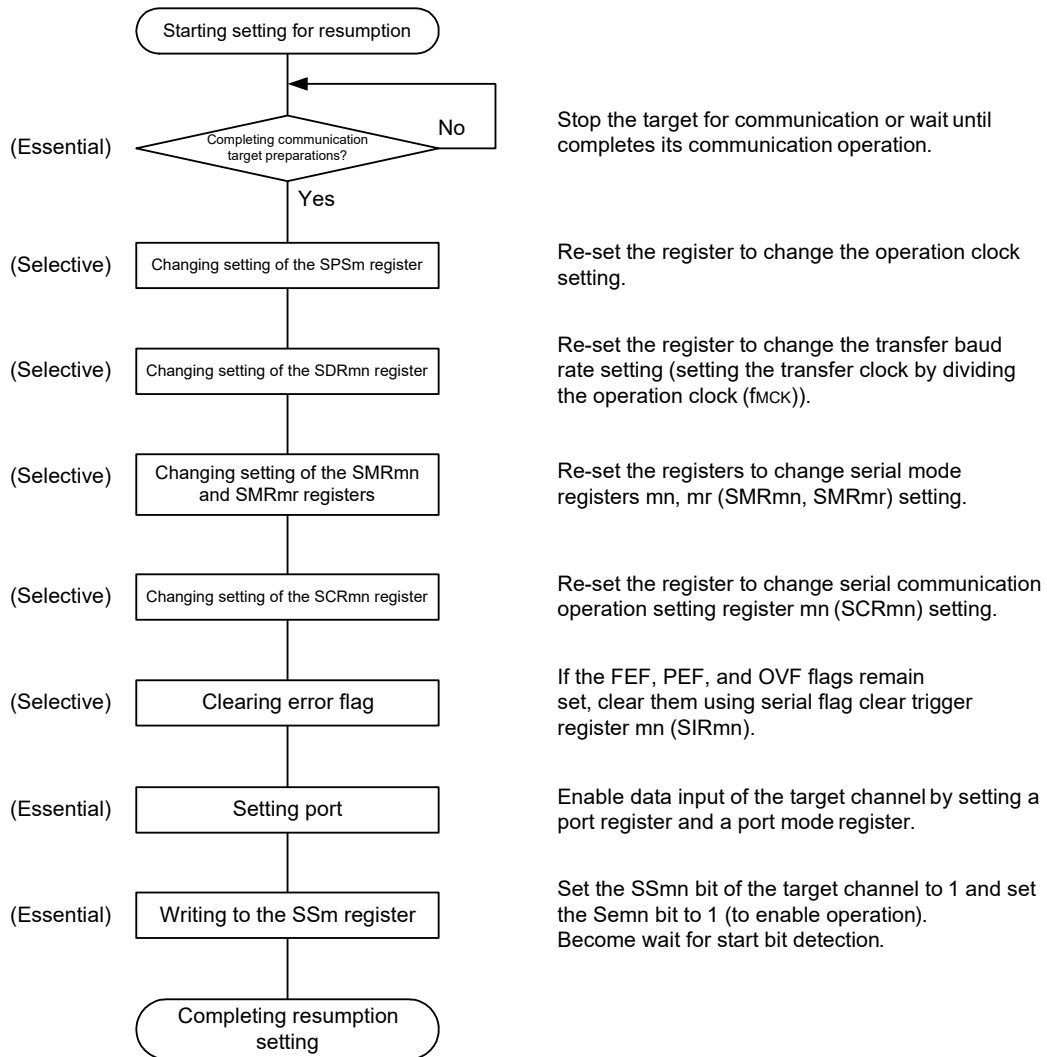 Starting setting for resumption
(Essential)
Completing communication
target preparations?
No
Yes
Stop the target for communication or wait until
completes its communication operation.
(Selective)
Changing setting of the SPSm register
Re-set the register to change the operation clock
setting.
(Selective)
Changing setting of the SDRmn register
Re-set the register to change the transfer baud
rate setting (setting the transfer clock by dividing
the operation clock (fMCK)).
(Selective)
Changing setting of the SMRmn
and SMRmr registers
Re-set the registers to change serial mode
registers mn, mr (SMRmn, SMRmr) setting.
(Selective)
Changing setting of the SCRmn register
Re-set the register to change serial communication
operation setting register mn (SCRmn) setting.
(Selective)
Clearing error flag
If the FEF, PEF, and OVF flags remain
set, clear them using serial flag clear trigger
register mn (SIRmn).
(Essential)
Setting port
Enable data input of the target channel by setting a
port register and a port mode register.
(Essential)
Writing to the SSm register
Set the SSmn bit of the target channel to 1 and set
the Semn bit to 1 (to enable operation).
Become wait for start bit detection.
Completing resumption
setting